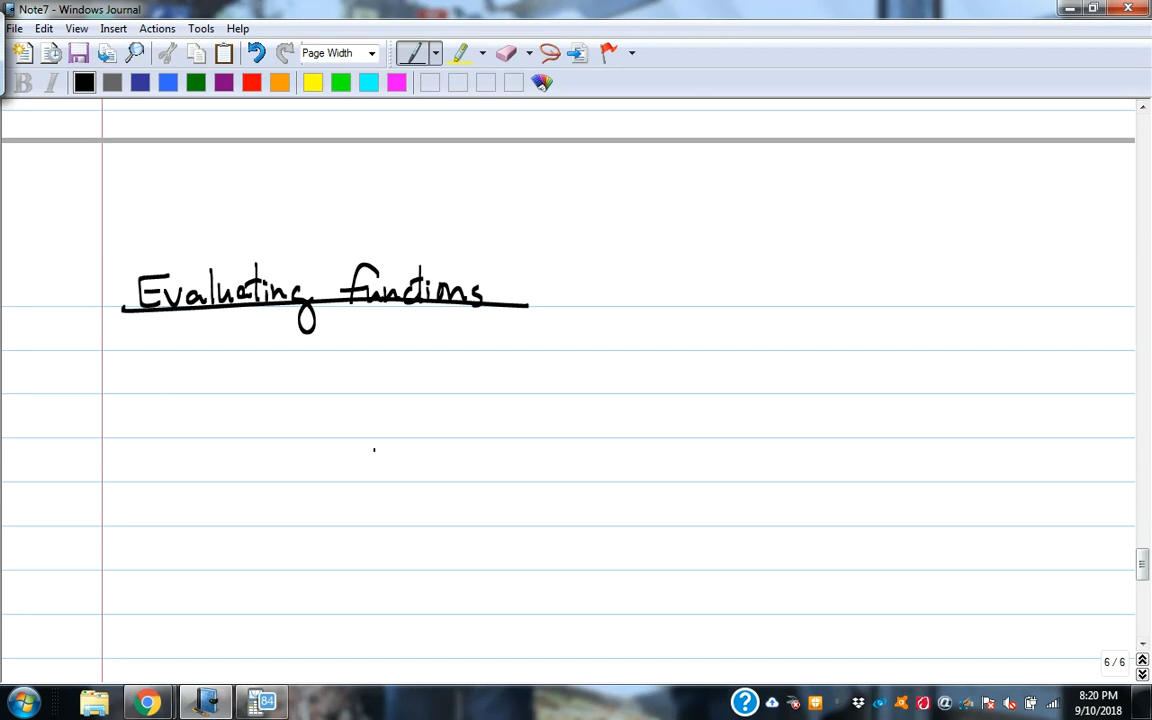 Note7 - Windows Journal
File Edit View Insert Actions Tools Help
Page Width
B I
Evaluating functions
6 / 6
84
8:20 PM
9/10/2018